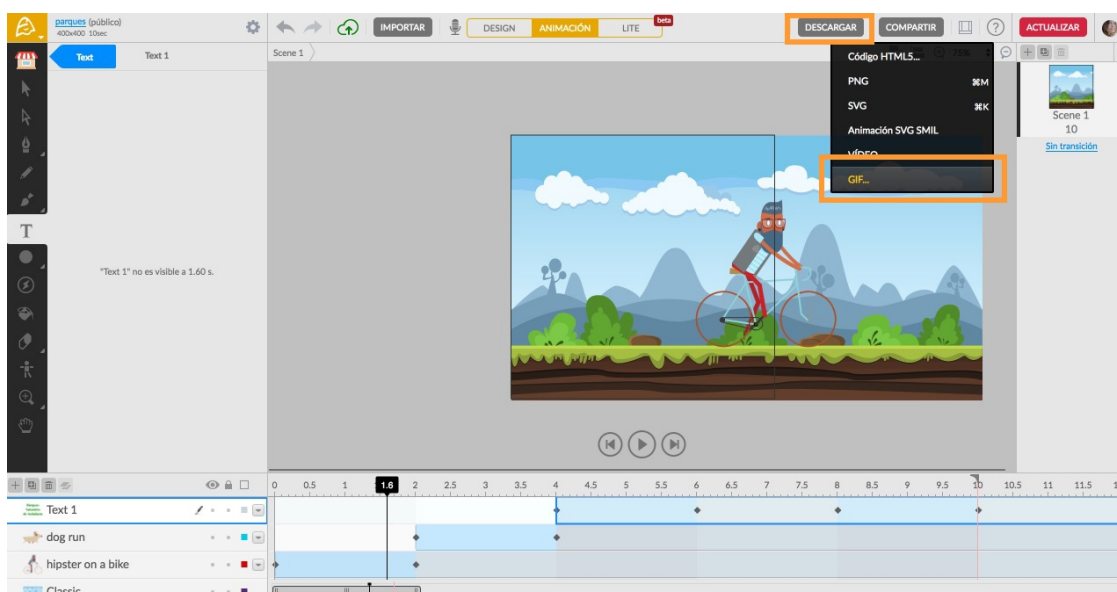 parques (público)
400x400 10sec
IMPORTAR
DESIGN
ANIMACIÓN
LITE
beta
DESCARGAR
COMPARTIR
?
ACTUALIZAR
Text
Text 1
Scene 1
75%
Código HTML5...
PNG ⌘M
SVG ⌘K
Animación SVG SMIL
VÍDEO
GIF...
Scene 1
10
Sin transición
T
"Text 1" no es visible a 1.60 s.
0 0.5 1 1.6 2 2.5 3 3.5 4 4.5 5 5.5 6 6.5 7 7.5 8 8.5 9 9.5 10 10.5 11 11.5
Text 1
dog run
hipster on a bike
Classic